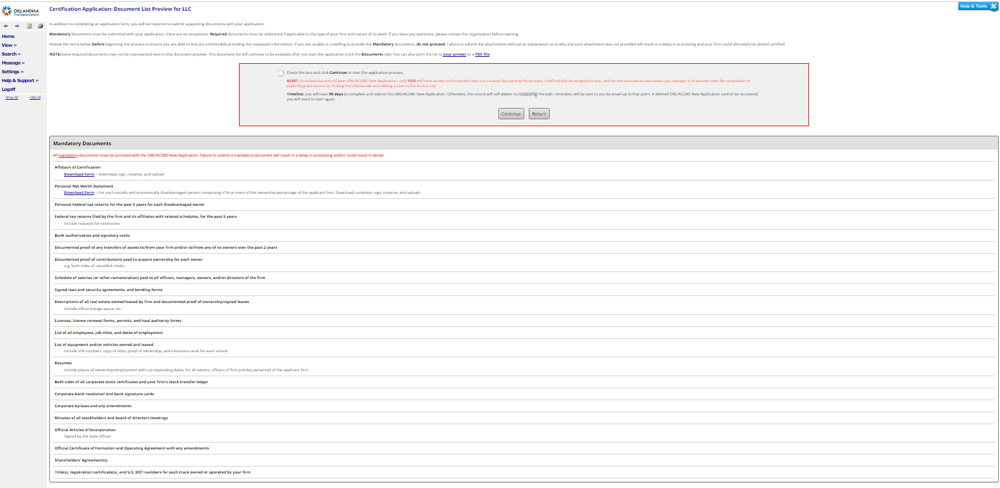 OKLAHOMA
Transportation
Home
View »
Search »
Message »
Settings »
Help & Support »
Logoff
Show All Hide All
Certification Application: Document List Preview for LLC
Help & Tools
In addition to completing an application form, you will be required to submit supporting documents with your application.
Mandatory documents must be submitted with your application; there are no exceptions. Required documents must be submitted if applicable to the type of your firm and nature of its work. If you have any questions, please contact the organization before starting.
Review the items below before beginning the process to ensure you are able to and are comfortable providing the requested information. If you are unable or unwilling to provide the Mandatory documents, do not proceed. Failure to submit the attachments without an explanation as to why any such attachment was not provided will result in a delay in processing and your firm could ultimately be denied certified.
NOTE:Some required documents may not be represented here in this document preview. This document list will continue to be available after you start the application (click the Documents tab). You can also print the list to your printer or a PDF file.
Check this box and click Continue to start the application process.
ALERT: to ensure security of your DBE/ACDBE New Application, only YOU will have access to this record once it is created. By starting the process, it will initially be assigned to you, and no one else can access unless you reassign it to another user for completion or
explicitly grant access by clicking the Utilities tab and adding a user to the Access List.
Timeline: you will have 90 days to complete and submit this DBE/ACDBE New Application. Otherwise, the record will self-delete on Periodic reminders will be sent to you by email up to that point. A deleted DBE/ACDBE New Application cannot be recovered;
you will need to start again.
Continue Return
Mandatory Documents
All mandatory documents must be provided with the DBE/ACDBE New Application. Failure to submit a mandatory document will result in a delay in processing and/or could result in denial.
Affidavit of Certification
Download Form -- Download, sign, notarize, and upload
Personal Net Worth Statement
Download Form -- For each socially and economically disadvantaged owners comprising 51% or more of the ownership percentage of the applicant firm. Download, complete, sign, notarize, and upload.
Personal Federal tax returns for the past 5 years for each disadvantaged owner
Federal tax returns filed by the firm and its affiliates with related schedules, for the past 5 years
Include requests for extensions
Bank authorization and signatory cards
Documented proof of any transfers of assets to/from your firm and/or to/from any of its owners over the past 2 years
Documented proof of contributions used to acquire ownership for each owner
e.g. both sides of cancelled checks
Schedule of salaries (or other remuneration) paid to all officers, managers, owners, and/or directors of the firm
Signed loan and security agreements, and bonding forms
Descriptions of all real estate owned/leased by firm and documented proof of ownership/signed leases
Include office/storage space, etc.
Licenses, license renewal forms, permits, and haul authority forms
List of all employees, job titles, and dates of employment
List of equipment and/or vehicles owned and leased
Include VIN numbers, copy of titles, proof of ownership, and insurance cards for each vehicle
Resumes
Include places of ownership/employment with corresponding dates, for all owners, officers of firm and key personnel of the applicant firm.
Both sides of all corporate stock certificates and your firm's stock transfer ledger
Corporate bank resolution and bank signature cards
Corporate by-laws and any amendments
Minutes of all stockholders and board of directors meetings
Official Articles of Incorporation
Signed by the state official
Official Certificate of Formation and Operating Agreement with any amendments
Shareholders' Agreement(s)
Title(s), registration certificate(s), and U.S. DOT numbers for each truck owned or operated by your firm